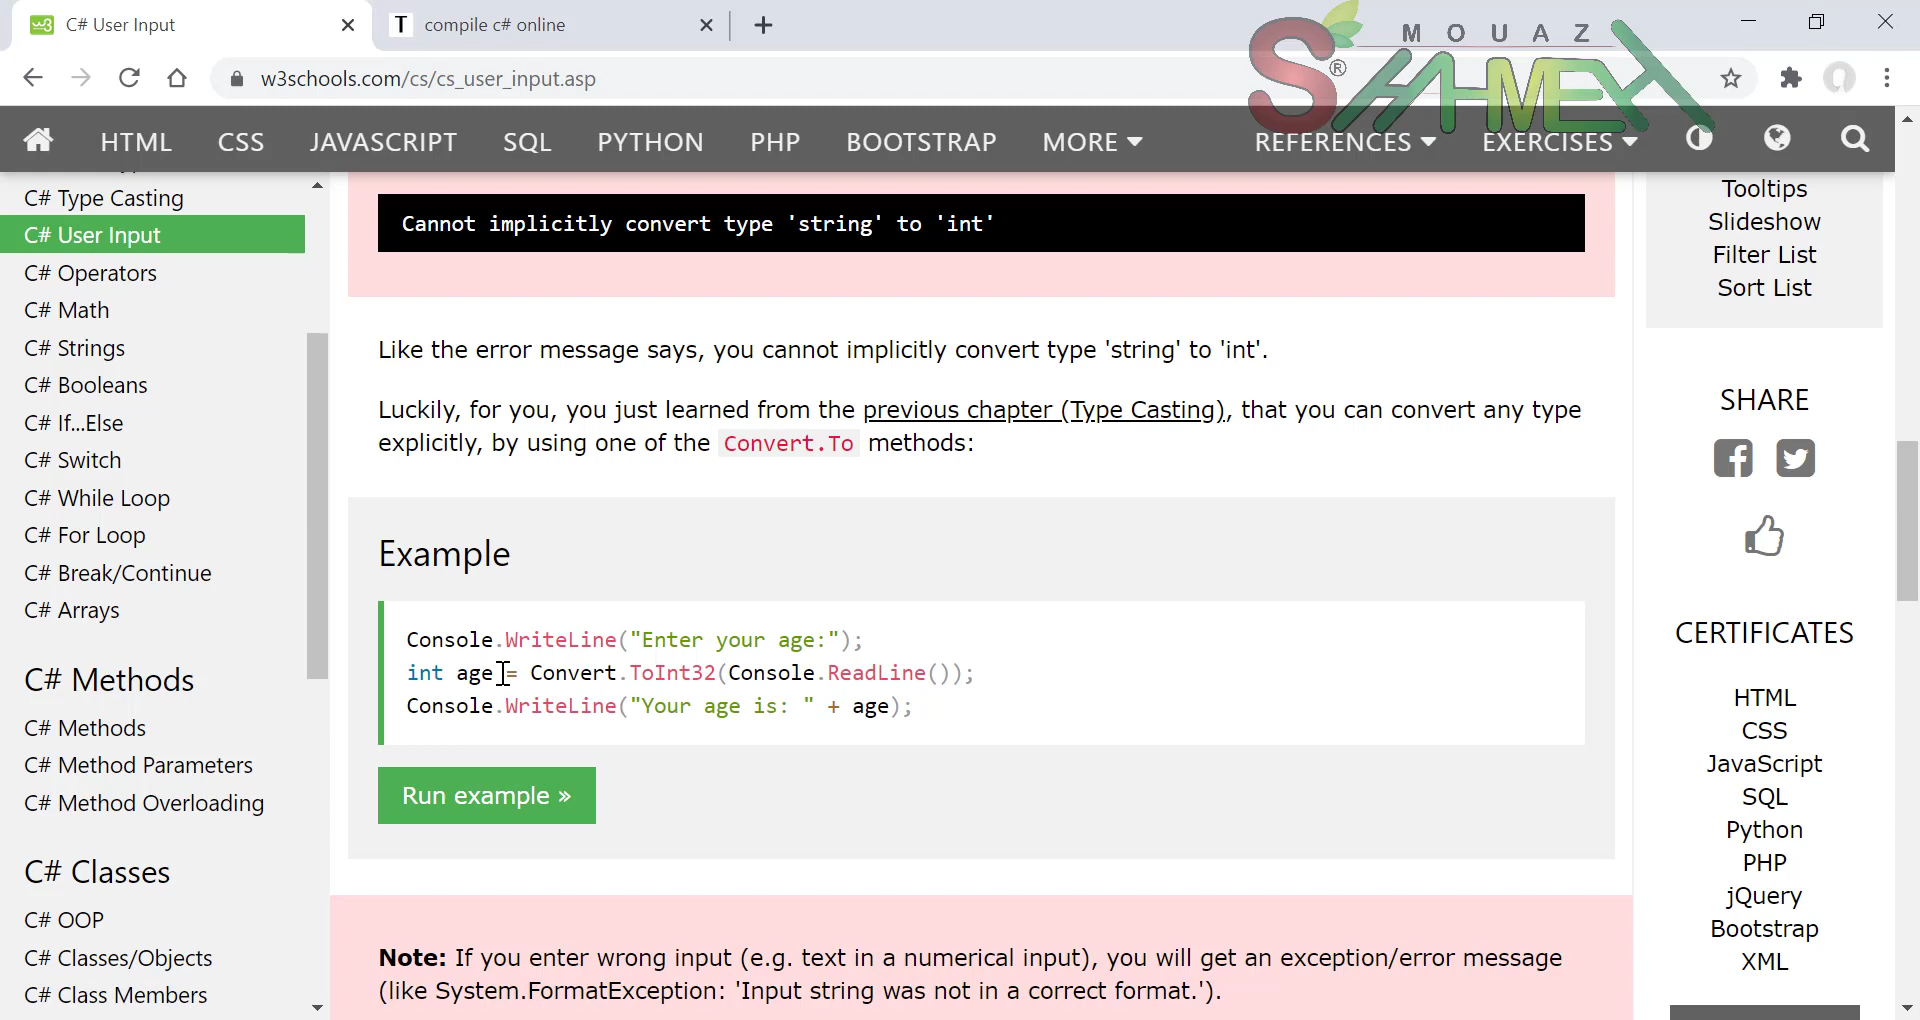 C# User Input
compile c# online
w3schools.com/cs/cs_user_input.asp
MOUAZ
SHAHMEH
®
HTML
CSS
JAVASCRIPT
SQL
PYTHON
PHP
BOOTSTRAP
MORE
REFERENCES
EXERCISES
C# Type Casting
C# User Input
C# Operators
C# Math
C# Strings
C# Booleans
C# If...Else
C# Switch
C# While Loop
C# For Loop
C# Break/Continue
C# Arrays
C# Methods
C# Methods
C# Method Parameters
C# Method Overloading
C# Classes
C# OOP
C# Classes/Objects
C# Class Members
Cannot implicitly convert type 'string' to 'int'
Like the error message says, you cannot implicitly convert type 'string' to 'int'.
Luckily, for you, you just learned from the previous chapter (Type Casting), that you can convert any type
explicitly, by using one of the Convert.To methods:
Example
Console.WriteLine("Enter your age:");
int age = Convert.ToInt32(Console.ReadLine());
Console.WriteLine("Your age is: " + age);
Run example »
Note: If you enter wrong input (e.g. text in a numerical input), you will get an exception/error message
(like System.FormatException: 'Input string was not in a correct format.').
Tooltips
Slideshow
Filter List
Sort List
SHARE
CERTIFICATES
HTML
CSS
JavaScript
SQL
Python
PHP
jQuery
Bootstrap
XML